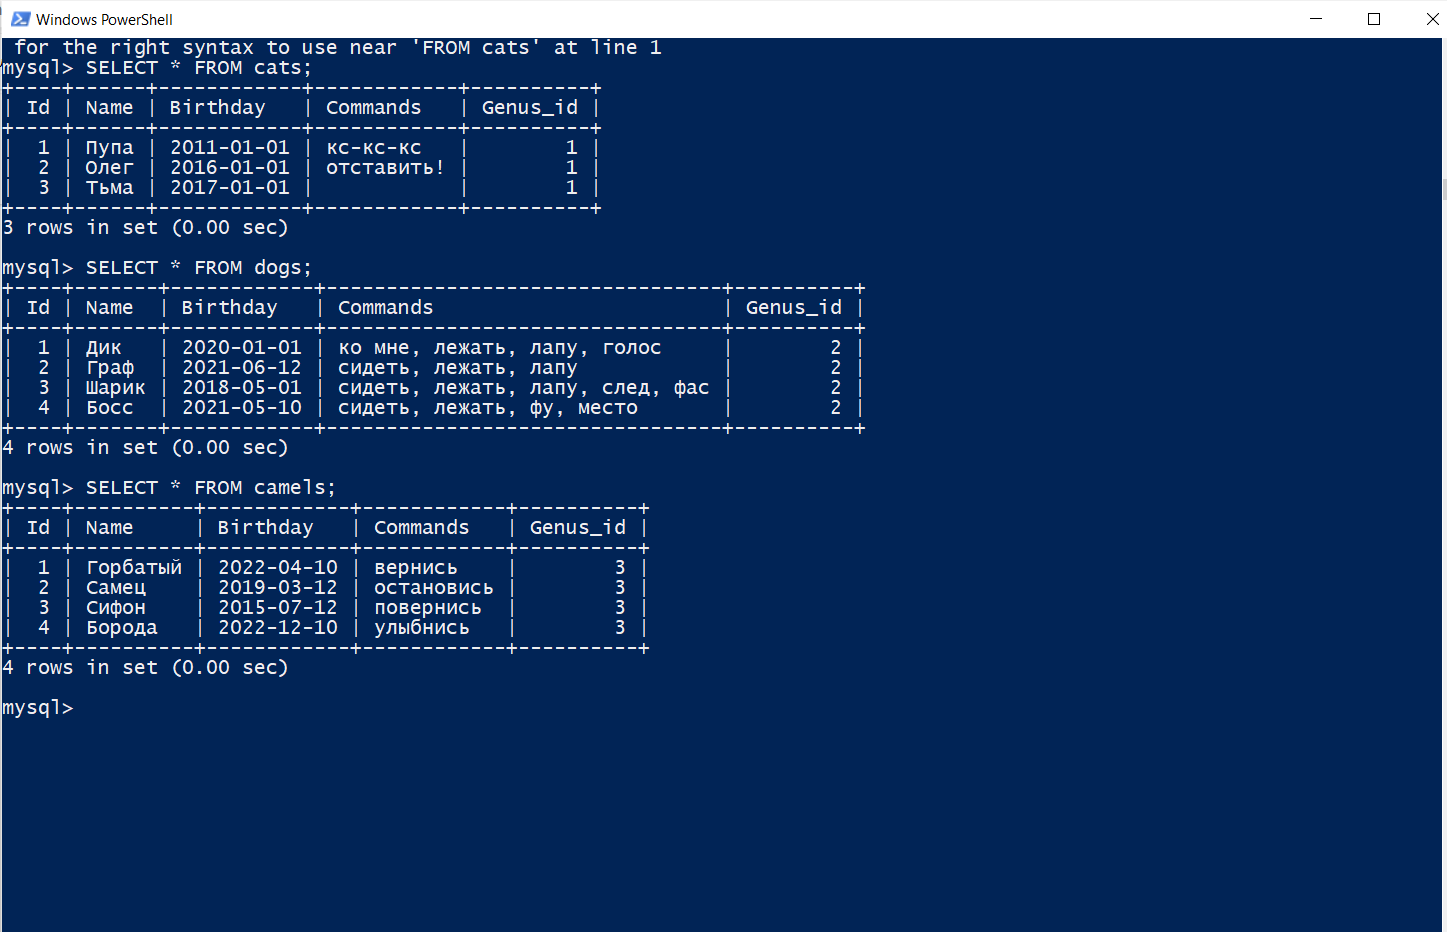 Windows PowerShell
 for the right syntax to use near 'FROM cats' at line 1
mysql> SELECT * FROM cats;
+----+------+------------+------------+----------+
| Id | Name | Birthday   | Commands   | Genus_id |
+----+------+------------+------------+----------+
|  1 | Пупа | 2011-01-01 | кс-кс-кс   |        1 |
|  2 | Олег | 2016-01-01 | отставить! |        1 |
|  3 | Тьма | 2017-01-01 |            |        1 |
+----+------+------------+------------+----------+
3 rows in set (0.00 sec)

mysql> SELECT * FROM dogs;
+----+-------+------------+---------------------------------+----------+
| Id | Name  | Birthday   | Commands                        | Genus_id |
+----+-------+------------+---------------------------------+----------+
|  1 | Дик   | 2020-01-01 | ко мне, лежать, лапу, голос     |        2 |
|  2 | Граф  | 2021-06-12 | сидеть, лежать, лапу            |        2 |
|  3 | Шарик | 2018-05-01 | сидеть, лежать, лапу, след, фас |        2 |
|  4 | Босс  | 2021-05-10 | сидеть, лежать, фу, место       |        2 |
+----+-------+------------+---------------------------------+----------+
4 rows in set (0.00 sec)

mysql> SELECT * FROM camels;
+----+----------+------------+------------+----------+
| Id | Name     | Birthday   | Commands   | Genus_id |
+----+----------+------------+------------+----------+
|  1 | Горбатый | 2022-04-10 | вернись    |        3 |
|  2 | Самец    | 2019-03-12 | остановись |        3 |
|  3 | Сифон    | 2015-07-12 | повернись  |        3 |
|  4 | Борода   | 2022-12-10 | улыбнись   |        3 |
+----+----------+------------+------------+----------+
4 rows in set (0.00 sec)

mysql>